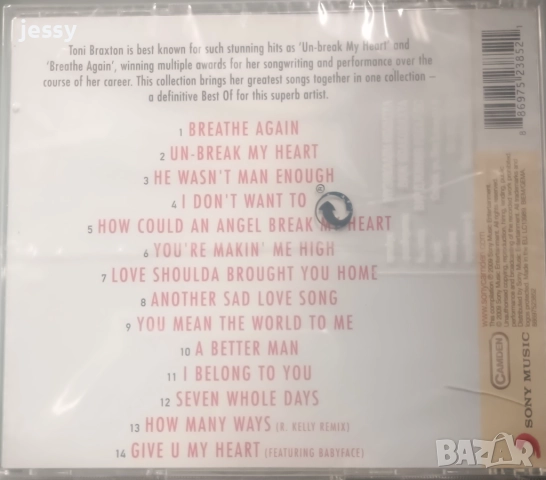 jessy
Toni Braxton is best known for such stunning hits as 'Un-break My Heart' and
'Breathe Again', winning multiple awards for her songwriting and performance over the
course of her career. This collection brings her greatest songs together in one collection –
a definitive Best Of for this superb artist.
1 BREATHE AGAIN
2 UN-BREAK MY HEART
3 HE WASN'T MAN ENOUGH
4 I DON'T WANT TO
5 HOW COULD AN ANGEL BREAK MY HEART
6 YOU'RE MAKIN' ME HIGH
7 LOVE SHOULDA BROUGHT YOU HOME
8 ANOTHER SAD LOVE SONG
9 YOU MEAN THE WORLD TO ME
10 A BETTER MAN
11 I BELONG TO YOU
12 SEVEN WHOLE DAYS
13 HOW MANY WAYS (R. KELLY REMIX)
14 GIVE U MY HEART (FEATURING BABYFACE)
8 86975 23852
CAMDEN
SONY MUSIC
BAZAR